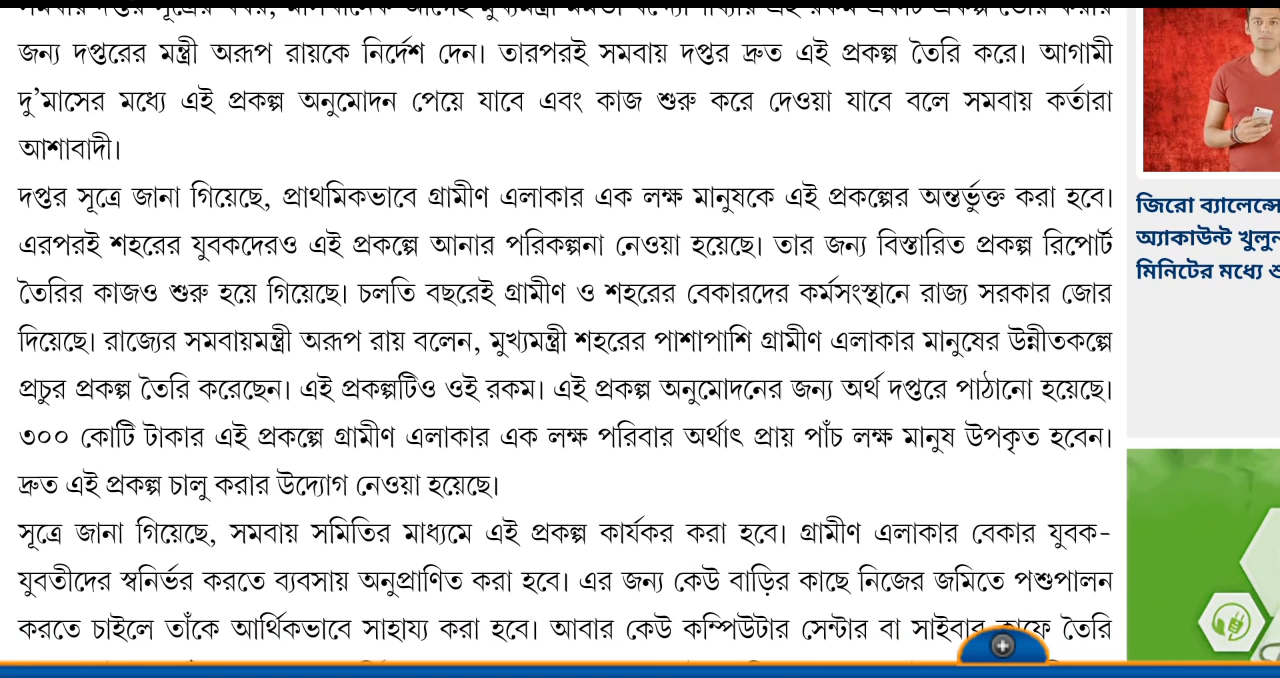 জন্য দপ্তরের মন্ত্রী অরূপ রায়কে নির্দেশ দেন। তারপরই সমবায় দপ্তর দ্রুত এই প্রকল্প তৈরি করে। আগামী
দু’মাসের মধ্যে এই প্রকল্প অনুমোদন পেয়ে যাবে এবং কাজ শুরু করে দেওয়া যাবে বলে সমবায় কর্তারা
আশাবাদী।
দপ্তর সূত্রে জানা গিয়েছে, প্রাথমিকভাবে গ্রামীণ এলাকার এক লক্ষ মানুষকে এই প্রকল্পের অন্তর্ভুক্ত করা হবে।
এরপরই শহরের যুবকদেরও এই প্রকল্পে আনার পরিকল্পনা নেওয়া হয়েছে। তার জন্য বিস্তারিত প্রকল্প রিপোর্ট
তৈরির কাজও শুরু হয়ে গিয়েছে। চলতি বছরেই গ্রামীণ ও শহরের বেকারদের কর্মসংস্থানে রাজ্য সরকার জোর
দিয়েছে। রাজ্যের সমবায়মন্ত্রী অরূপ রায় বলেন, মুখ্যমন্ত্রী শহরের পাশাপাশি গ্রামীণ এলাকার মানুষের উন্নীতকল্পে
প্রচুর প্রকল্প তৈরি করেছেন। এই প্রকল্পটিও ওই রকম। এই প্রকল্প অনুমোদনের জন্য অর্থ দপ্তরে পাঠানো হয়েছে।
৩০০ কোটি টাকার এই প্রকল্পে গ্রামীণ এলাকার এক লক্ষ পরিবার অর্থাৎ প্রায় পাঁচ লক্ষ মানুষ উপকৃত হবেন।
দ্রুত এই প্রকল্প চালু করার উদ্যোগ নেওয়া হয়েছে।
সূত্রে জানা গিয়েছে, সমবায় সমিতির মাধ্যমে এই প্রকল্প কার্যকর করা হবে। গ্রামীণ এলাকার বেকার যুবক-
যুবতীদের স্বনির্ভর করতে ব্যবসায় অনুপ্রাণিত করা হবে। এর জন্য কেউ বাড়ির কাছে নিজের জমিতে পশুপালন
করতে চাইলে তাঁকে আর্থিকভাবে সাহায্য করা হবে। আবার কেউ কম্পিউটার সেন্টার বা সাইবার কাফে তৈরি
জিরো ব্যালেন্সে
অ্যাকাউন্ট খুলুন
মিনিটের মধ্যে